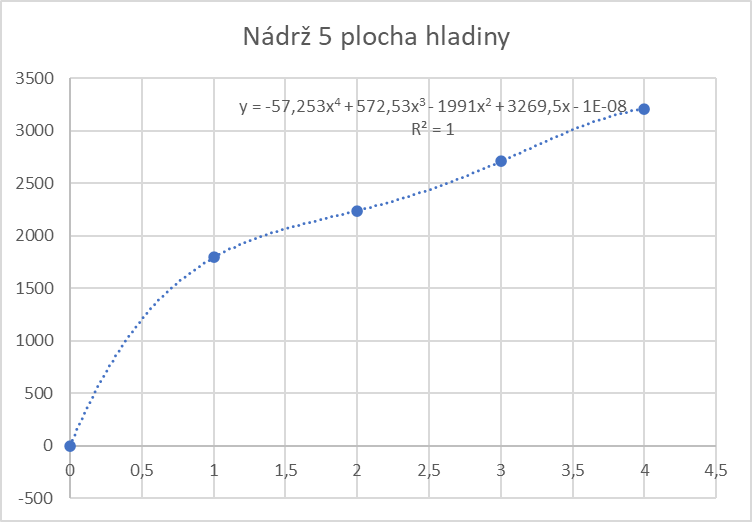 Nádrž 5 plocha hladiny
3500
3000
2500
2000
1500
1000
500
0
-500
y = -57,253x⁴ + 572,53x³ - 1991x² + 3269,5x - 1E-08
R² = 1
0 0,5 1 1,5 2 2,5 3 3,5 4 4,5